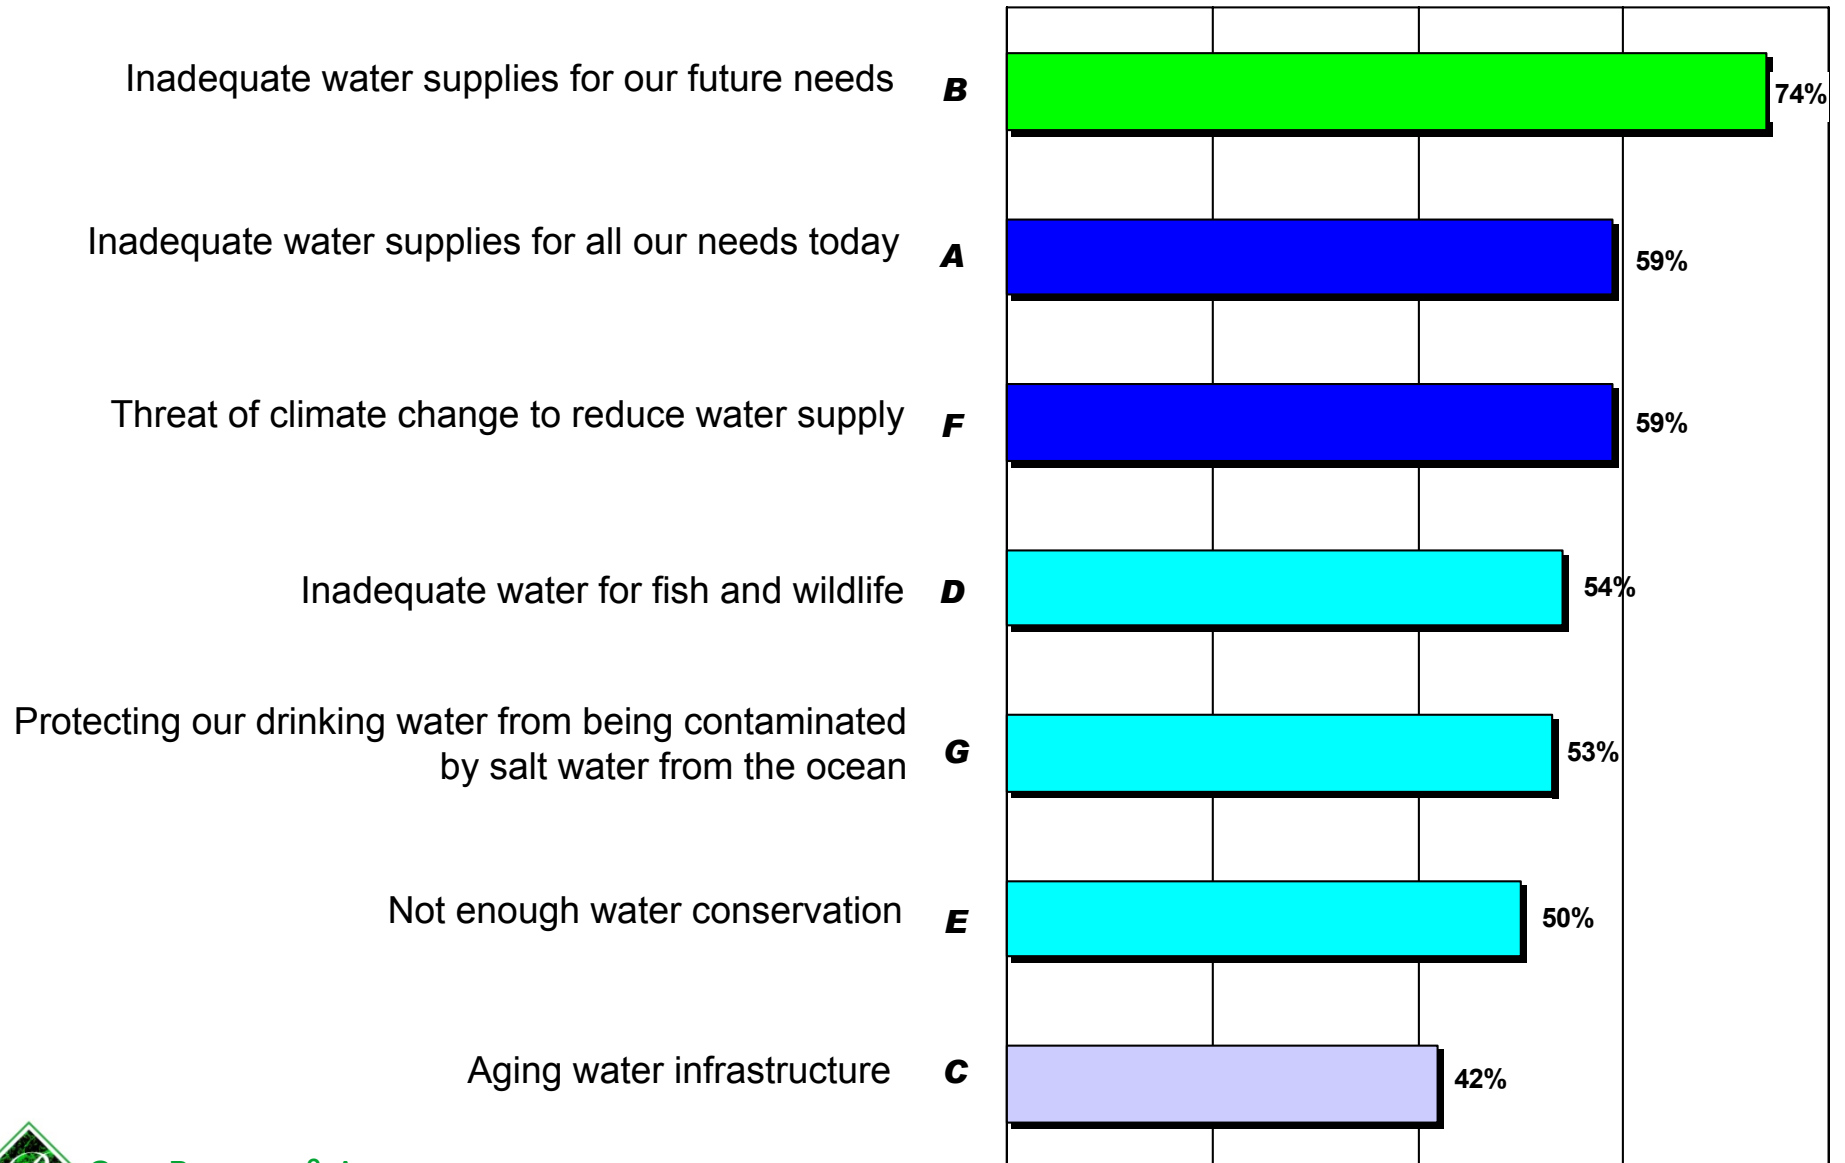 Inadequate water supplies for our future needs B 74%
Inadequate water supplies for all our needs today A 59%
Threat of climate change to reduce water supply F 59%
Inadequate water for fish and wildlife D 54%
Protecting our drinking water from being contaminated
by salt water from the ocean G 53%
Not enough water conservation E 50%
Aging water infrastructure C 42%